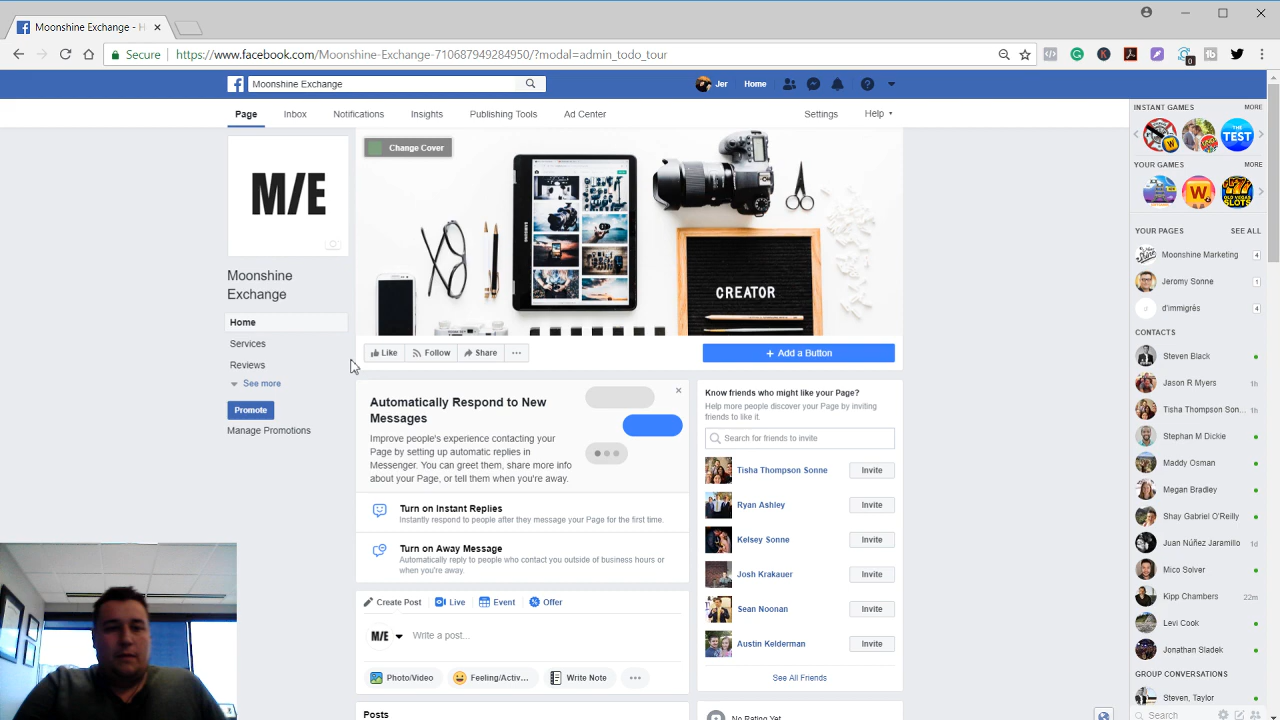 Moonshine Exchange - H
Secure
https://www.facebook.com/Moonshine-Exchange-710687949284950/?modal=admin_todo_tour
Moonshine Exchange
Jer
Home
Page
Inbox
Notifications
Insights
Publishing Tools
Ad Center
Settings
Help
Change Cover
M/E
SAMSUNG
CREATOR
Moonshine
Exchange
Home
Services
Reviews
See more
Promote
Manage Promotions
Like
Follow
Share
+ Add a Button
Automatically Respond to New
Messages
Improve people's experience contacting your
Page by setting up automatic replies in
Messenger. You can greet them, share more info
about your Page, or tell them when you're away.
Turn on Instant Replies
Instantly respond to people after they message your Page for the first time.
Turn on Away Message
Automatically reply to people who contact you outside of business hours or
when you're away.
Create Post
Live
Event
Offer
M/E
Write a post...
Photo/Video
Feeling/Activ...
Write Note
Posts
Know friends who might like your Page?
Help more people discover your Page by inviting
friends to like it.
Search for friends to invite
Tisha Thompson Sonne
Invite
Ryan Ashley
Invite
Kelsey Sonne
Invite
Josh Krakauer
Invite
Sean Noonan
Invite
Austin Kelderman
Invite
See All Friends
No Rating Yet
INSTANT GAMES
MORE
THE
TEST
YOUR GAMES
MORE
W
OLD VEGAS
SLOTS
YOUR PAGES
SEE ALL
Moonshine Marketing
4
Jeromy Sonne
1
d'immigrés
4
CONTACTS
Steven Black
Jason R Myers
1h
Tisha Thompson Son...
1h
Stephan M Dickie
Maddy Osman
Megan Bradley
Shay Gabriel O'Reilly
Juan Núñez Jaramillo
1d
Mico Solver
Kipp Chambers
22m
Levi Cook
Jonathan Sladek
GROUP CONVERSATIONS
Steven, Taylor
Search